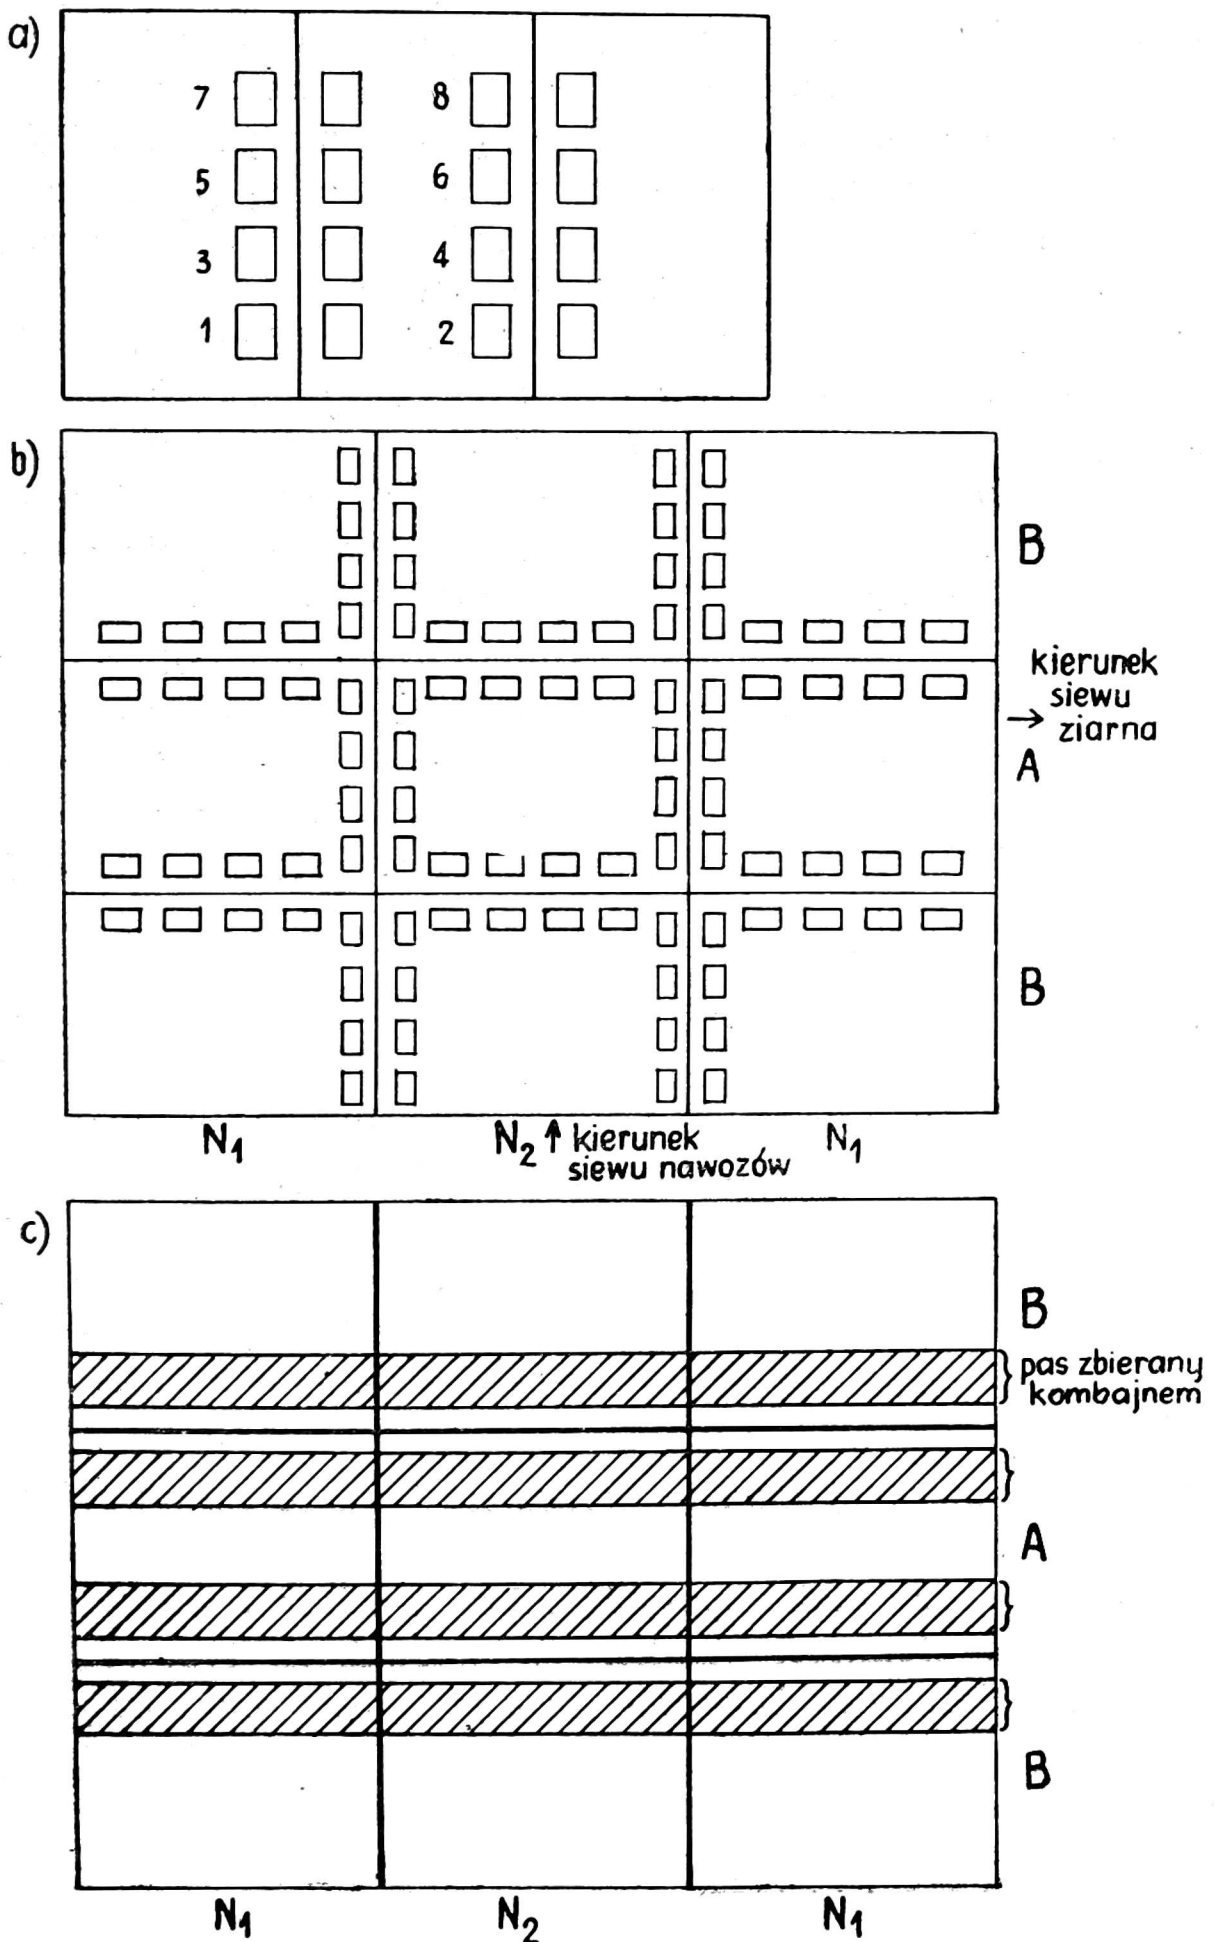 a)
7 8
5 6
3 4
1 2
b)
B
kierunek
siewu
→ ziarna
A
B
N₁ N₂ ↑ kierunek N₁
siewu nawozów
c)
B
} pas zbierany
kombajnem
}
A
}
}
B
N₁ N₂ N₁